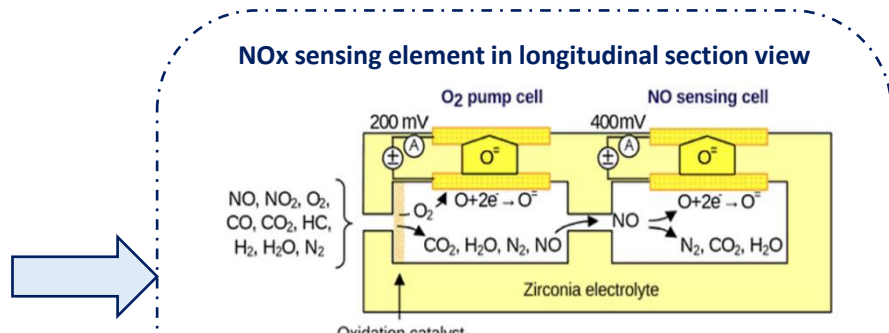 NOx sensing element in longitudinal section view
O2 pump cell
NO sensing cell
200 mV
A
±
400mV
A
±
O=
O=
NO, NO2, O2,
CO, CO2, HC,
H2, H2O, N2
O2
O+2e- → O=
CO2, H2O, N2, NO
NO
O+2e- → O=
N2, CO2, H2O
Zirconia electrolyte
Oxidation catalyst